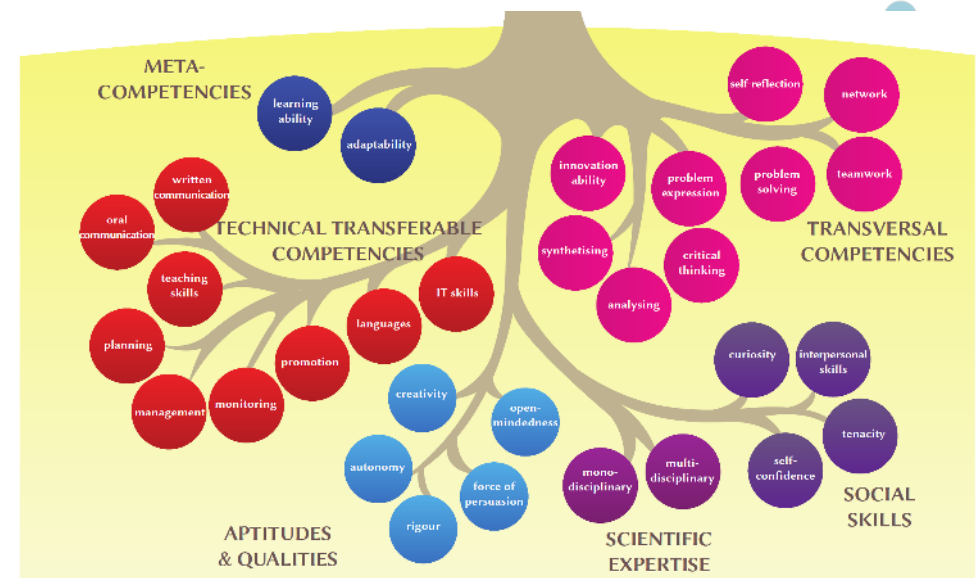 META-
COMPETENCIES
learning
ability
adaptability
self-reflection
network
innovation
ability
problem
expression
problem
solving
teamwork
synthetising
critical
thinking
analysing
TRANSVERSAL
COMPETENCIES
written
communication
oral
communication
TECHNICAL TRANSFERABLE
COMPETENCIES
teaching
skills
IT skills
languages
planning
promotion
management
monitoring
creativity
open-
mindedness
autonomy
force of
persuasion
rigour
APTITUDES
& QUALITIES
mono-
disciplinary
multi-
disciplinary
SCIENTIFIC
EXPERTISE
curiosity
interpersonal
skills
tenacity
self-
confidence
SOCIAL
SKILLS